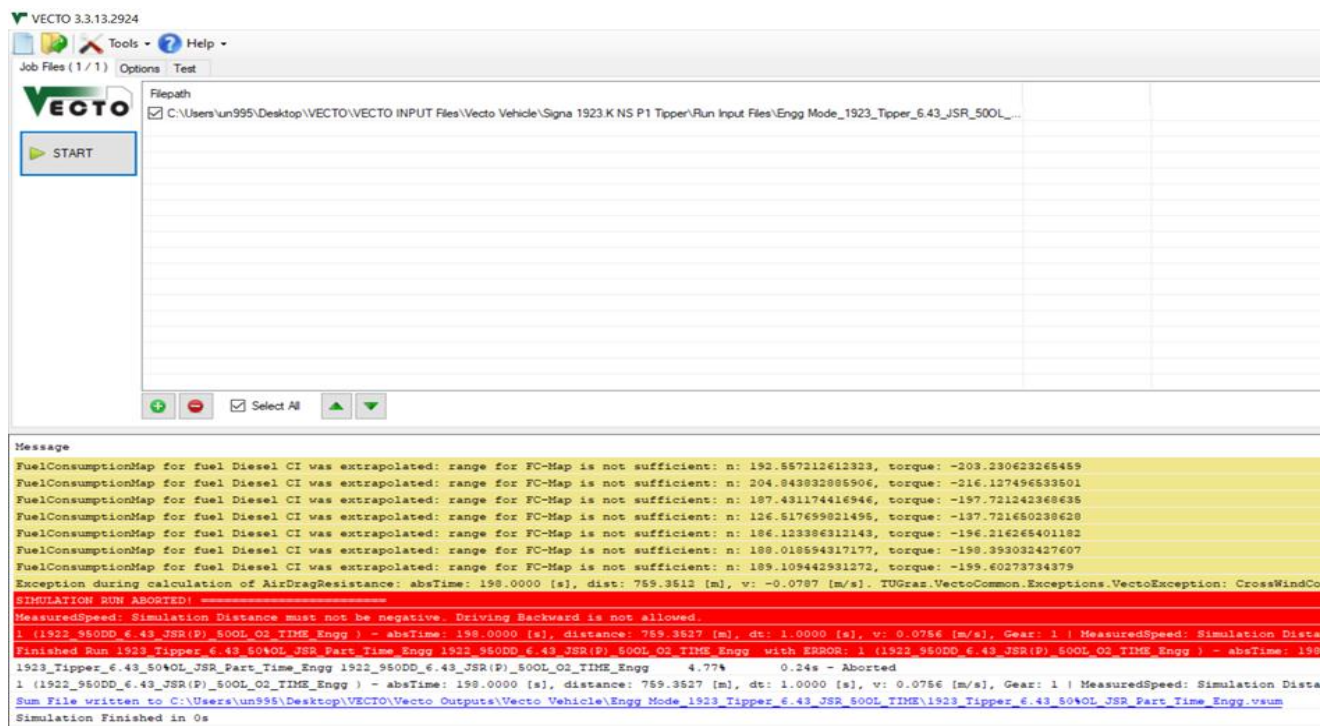 VECTO 3.3.13.2924
Tools Help
Job Files ( 1 / 1 ) Options Test
VECTO
Filepath
C:\Users\un995\Desktop\VECTO\VECTO INPUT Files\Vecto Vehicle\Signa 1923.K NS P1 Tipper\Run Input Files\Engg Mode_1923_Tipper_6.43_JSR_50OL_...
START
Select All
Message
FuelConsumptionMap for fuel Diesel CI was extrapolated: range for FC-Map is not sufficient: n: 192.557212612323, torque: -203.230623265459
FuelConsumptionMap for fuel Diesel CI was extrapolated: range for FC-Map is not sufficient: n: 204.843832885906, torque: -216.127496533501
FuelConsumptionMap for fuel Diesel CI was extrapolated: range for FC-Map is not sufficient: n: 187.431174416946, torque: -197.721242368635
FuelConsumptionMap for fuel Diesel CI was extrapolated: range for FC-Map is not sufficient: n: 126.517699821495, torque: -137.721650238628
FuelConsumptionMap for fuel Diesel CI was extrapolated: range for FC-Map is not sufficient: n: 186.123386312143, torque: -196.216265401182
FuelConsumptionMap for fuel Diesel CI was extrapolated: range for FC-Map is not sufficient: n: 188.018594317177, torque: -198.393032427607
FuelConsumptionMap for fuel Diesel CI was extrapolated: range for FC-Map is not sufficient: n: 189.109442931272, torque: -199.60273734379
Exception during calculation of AirDragResistance: absTime: 198.0000 [s], dist: 759.3512 [m], v: -0.0787 [m/s]. TUGraz.VectoCommon.Exceptions.VectoException: CrossWindCo
SIMULATION RUN ABORTED! ========================
MeasuredSpeed: Simulation Distance must not be negative. Driving Backward is not allowed.
1 (1922_950DD_6.43_JSR(P)_50OL_O2_TIME_Engg ) - absTime: 198.0000 [s], distance: 759.3527 [m], dt: 1.0000 [s], v: 0.0756 [m/s], Gear: 1 | MeasuredSpeed: Simulation Dista
Finished Run 1923_Tipper_6.43_50%OL_JSR_Part_Time_Engg 1922_950DD_6.43_JSR(P)_50OL_O2_TIME_Engg with ERROR: 1 (1922_950DD_6.43_JSR(P)_50OL_O2_TIME_Engg ) - absTime: 198
1923_Tipper_6.43_50%OL_JSR_Part_Time_Engg 1922_950DD_6.43_JSR(P)_50OL_O2_TIME_Engg 4.77% 0.24s - Aborted
1 (1922_950DD_6.43_JSR(P)_50OL_O2_TIME_Engg ) - absTime: 198.0000 [s], distance: 759.3527 [m], dt: 1.0000 [s], v: 0.0756 [m/s], Gear: 1 | MeasuredSpeed: Simulation Dista
Sum File written to C:\Users\un995\Desktop\VECTO\Vecto Outputs\Vecto Vehicle\Engg Mode_1923_Tipper_6.43_JSR_50OL_TIME\1923_Tipper_6.43_50%OL_JSR_Part_Time_Engg.vsum
Simulation Finished in 0s